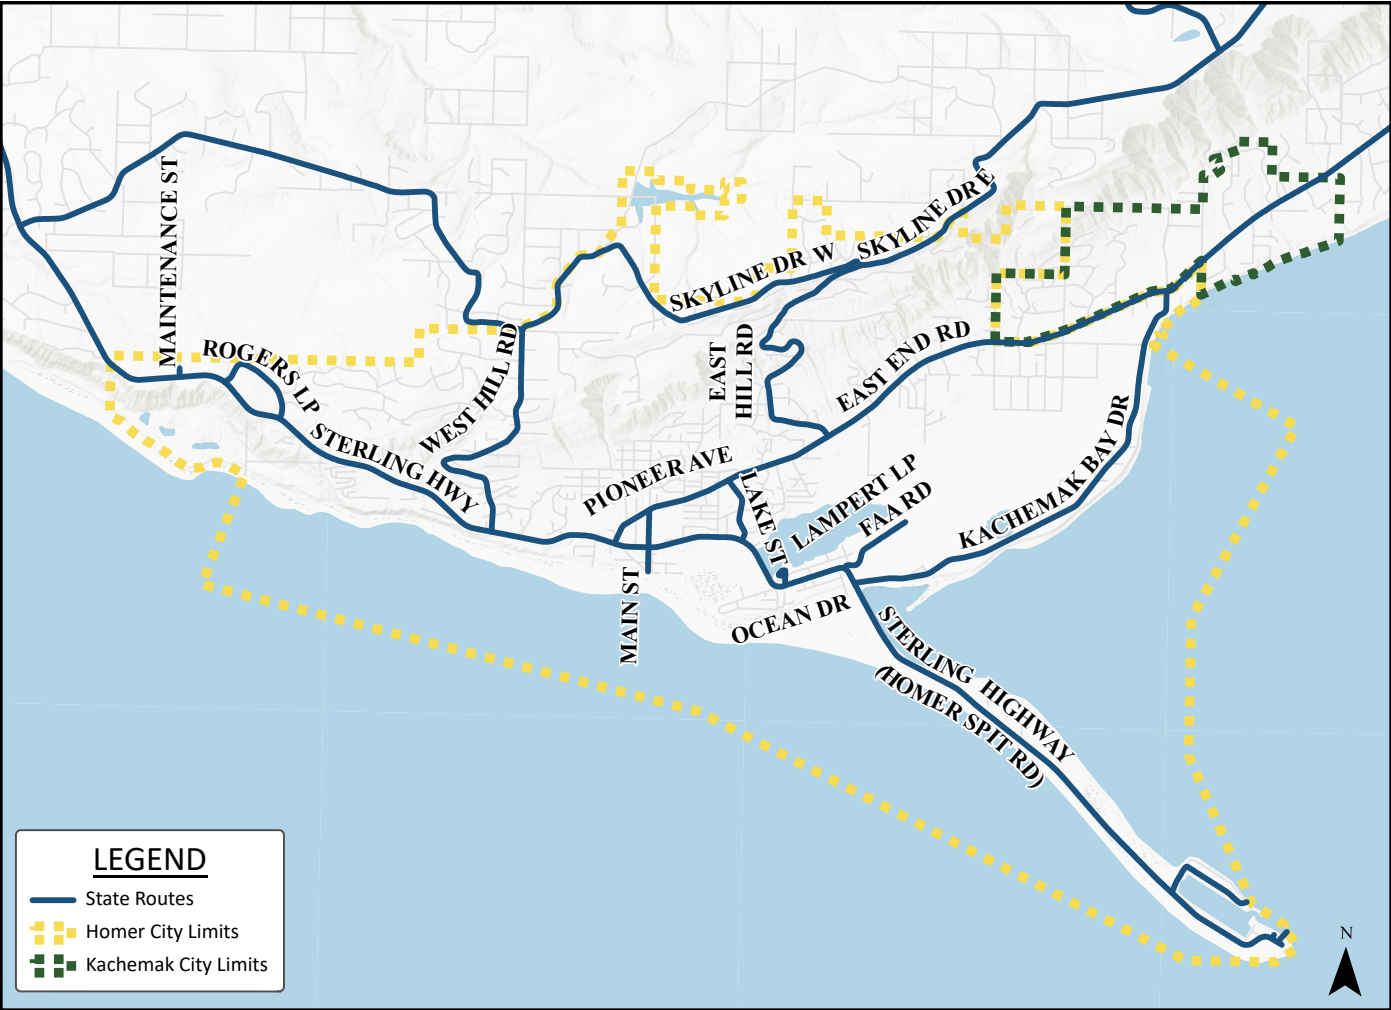 MAINTENANCE ST
ROGERS LP
STERLING HWY
WEST HILL RD
SKYLINE DR W
SKYLINE DR E
EAST
HILL RD
EAST END RD
PIONEER AVE
LAKE ST
LAMPERT LP
FAA RD
KACHEMAK BAY DR
MAIN ST
OCEAN DR
STERLING HIGHWAY
(HOMER SPIT RD)
LEGEND
State Routes
Homer City Limits
Kachemak City Limits
N